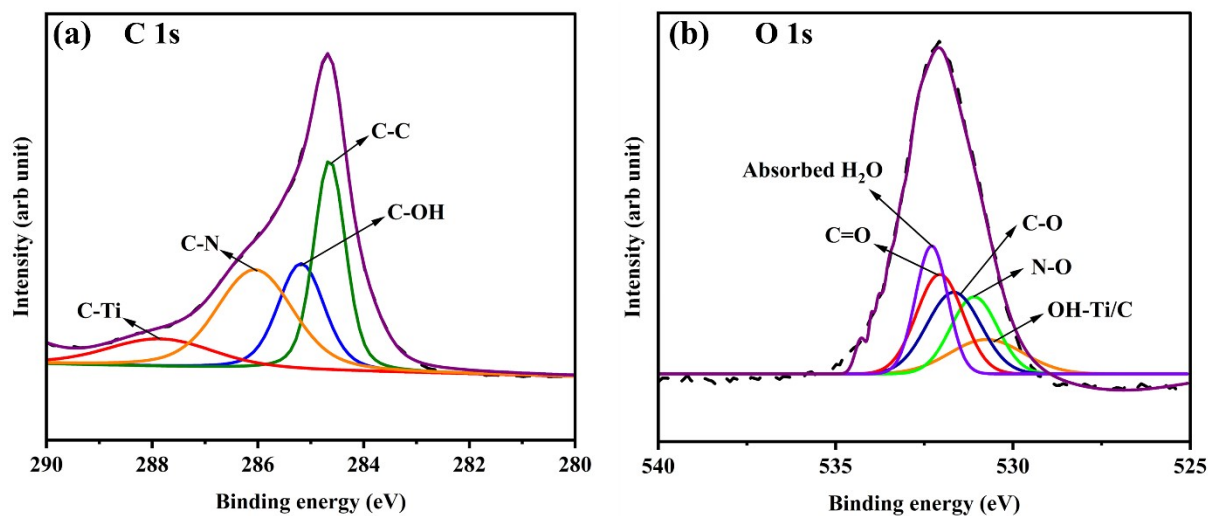 (a) C 1s
Intensity (arb unit)
C-C
C-OH
C-N
C-Ti
290 288 286 284 282 280
Binding energy (eV)
(b) O 1s
Intensity (arb unit)
Absorbed H₂O
C=O
C-O
N-O
OH-Ti/C
540 535 530 525
Binding energy (eV)